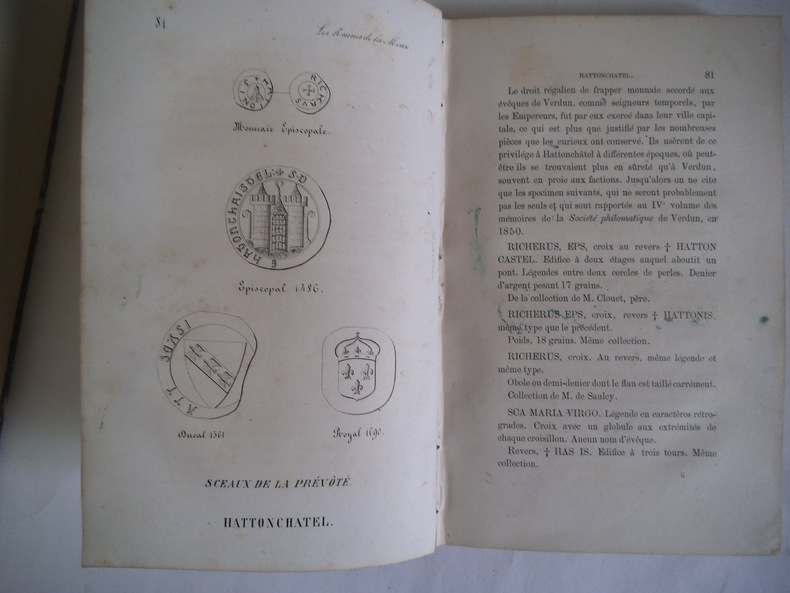 81
Les Ruines de la Meuse.
RICHERUS
Monnaie Episcopale.
Episcopal 1486.
Ducal 1561
Royal 1690.
SCEAUX DE LA PRÉVÔTÉ.
HATTONCHATEL.
HATTONCHATEL. 81
Le droit régalien de frapper monnaie accordé aux
évêques de Verdun, comme seigneurs temporels, par
les Empereurs, fut par eux exercé dans leur ville capi-
tale, ce qui est plus que justifié par les nombreuses
pièces que les curieux ont conservé. Ils usèrent de ce
privilége à Hattonchâtel à différentes époques, où peut-
être ils se trouvaient plus en sûreté qu'à Verdun,
souvent en proie aux factions. Jusqu'alors on ne cite
que les specimen suivants, qui ne seront probablement
pas les seuls et qui sont rapportés au IVe volume des
mémoires de la Société philomatique de Verdun, en
1850.
RICHERUS, EPS, croix au revers † HATTON
CASTEL. Edifice à deux étages auquel aboutit un
pont. Légendes entre deux cercles de perles. Denier
d'argent pesant 17 grains.
De la collection de M. Clouet, père.
RICHERUS EPS, croix, revers † HATTONIS,
même type que le précédent.
Poids, 18 grains. Même collection.
RICHERUS, croix. Au revers, même légende et
même type.
Obole ou demi-denier dont le flan est taillé carrément.
Collection de M. de Saulcy.
SCA MARIA VIRGO. Légende en caractères rétro-
grades. Croix avec un globule aux extrémités de
chaque croisillon. Aucun nom d'évêque.
Revers, † HAS IS. Edifice à trois tours. Même
collection.
6